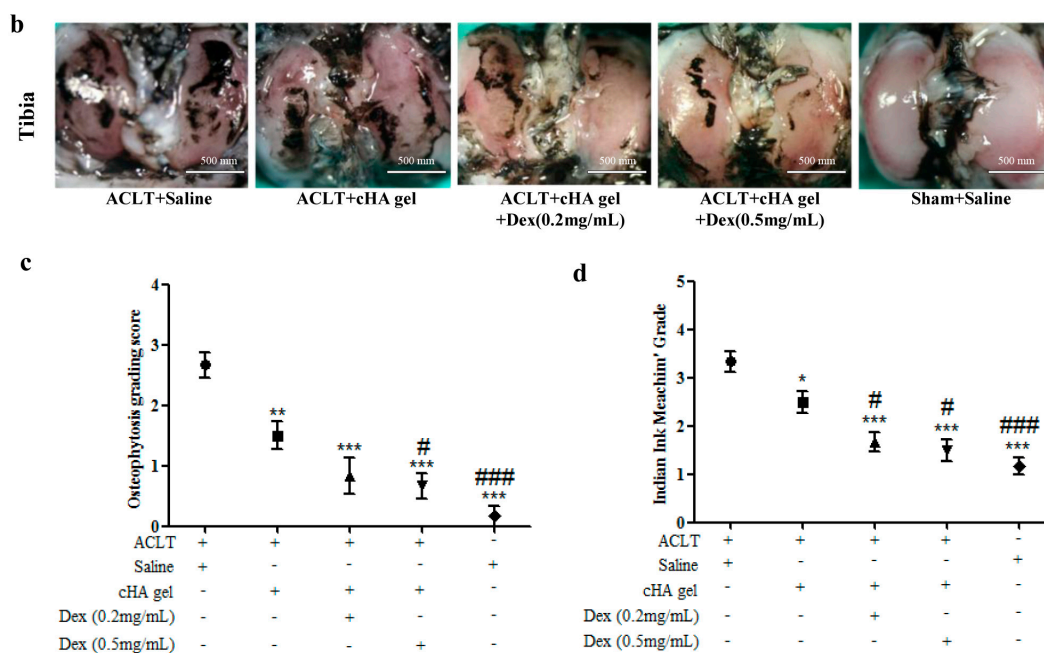 b
Tibia
500 mm 500 mm 500 mm 500 mm 500 mm
ACLT+Saline ACLT+cHA gel ACLT+cHA gel ACLT+cHA gel Sham+Saline
+Dex(0.2mg/mL) +Dex(0.5mg/mL)
c
Osteophytosis grading score
4
3
2
1
0
**
***
#
***
###
***
ACLT + + + + -
Saline + - - - +
cHA gel - + + + -
Dex (0.2mg/mL) - - + - -
Dex (0.5mg/mL) - - - + -
d
Indian Ink Meachim' Grade
5
4
3
2
1
0
*
#
***
#
***
###
***
ACLT + + + + -
Saline + - - - +
cHA gel - + + + -
Dex (0.2mg/mL) - - + - -
Dex (0.5mg/mL) - - - + -